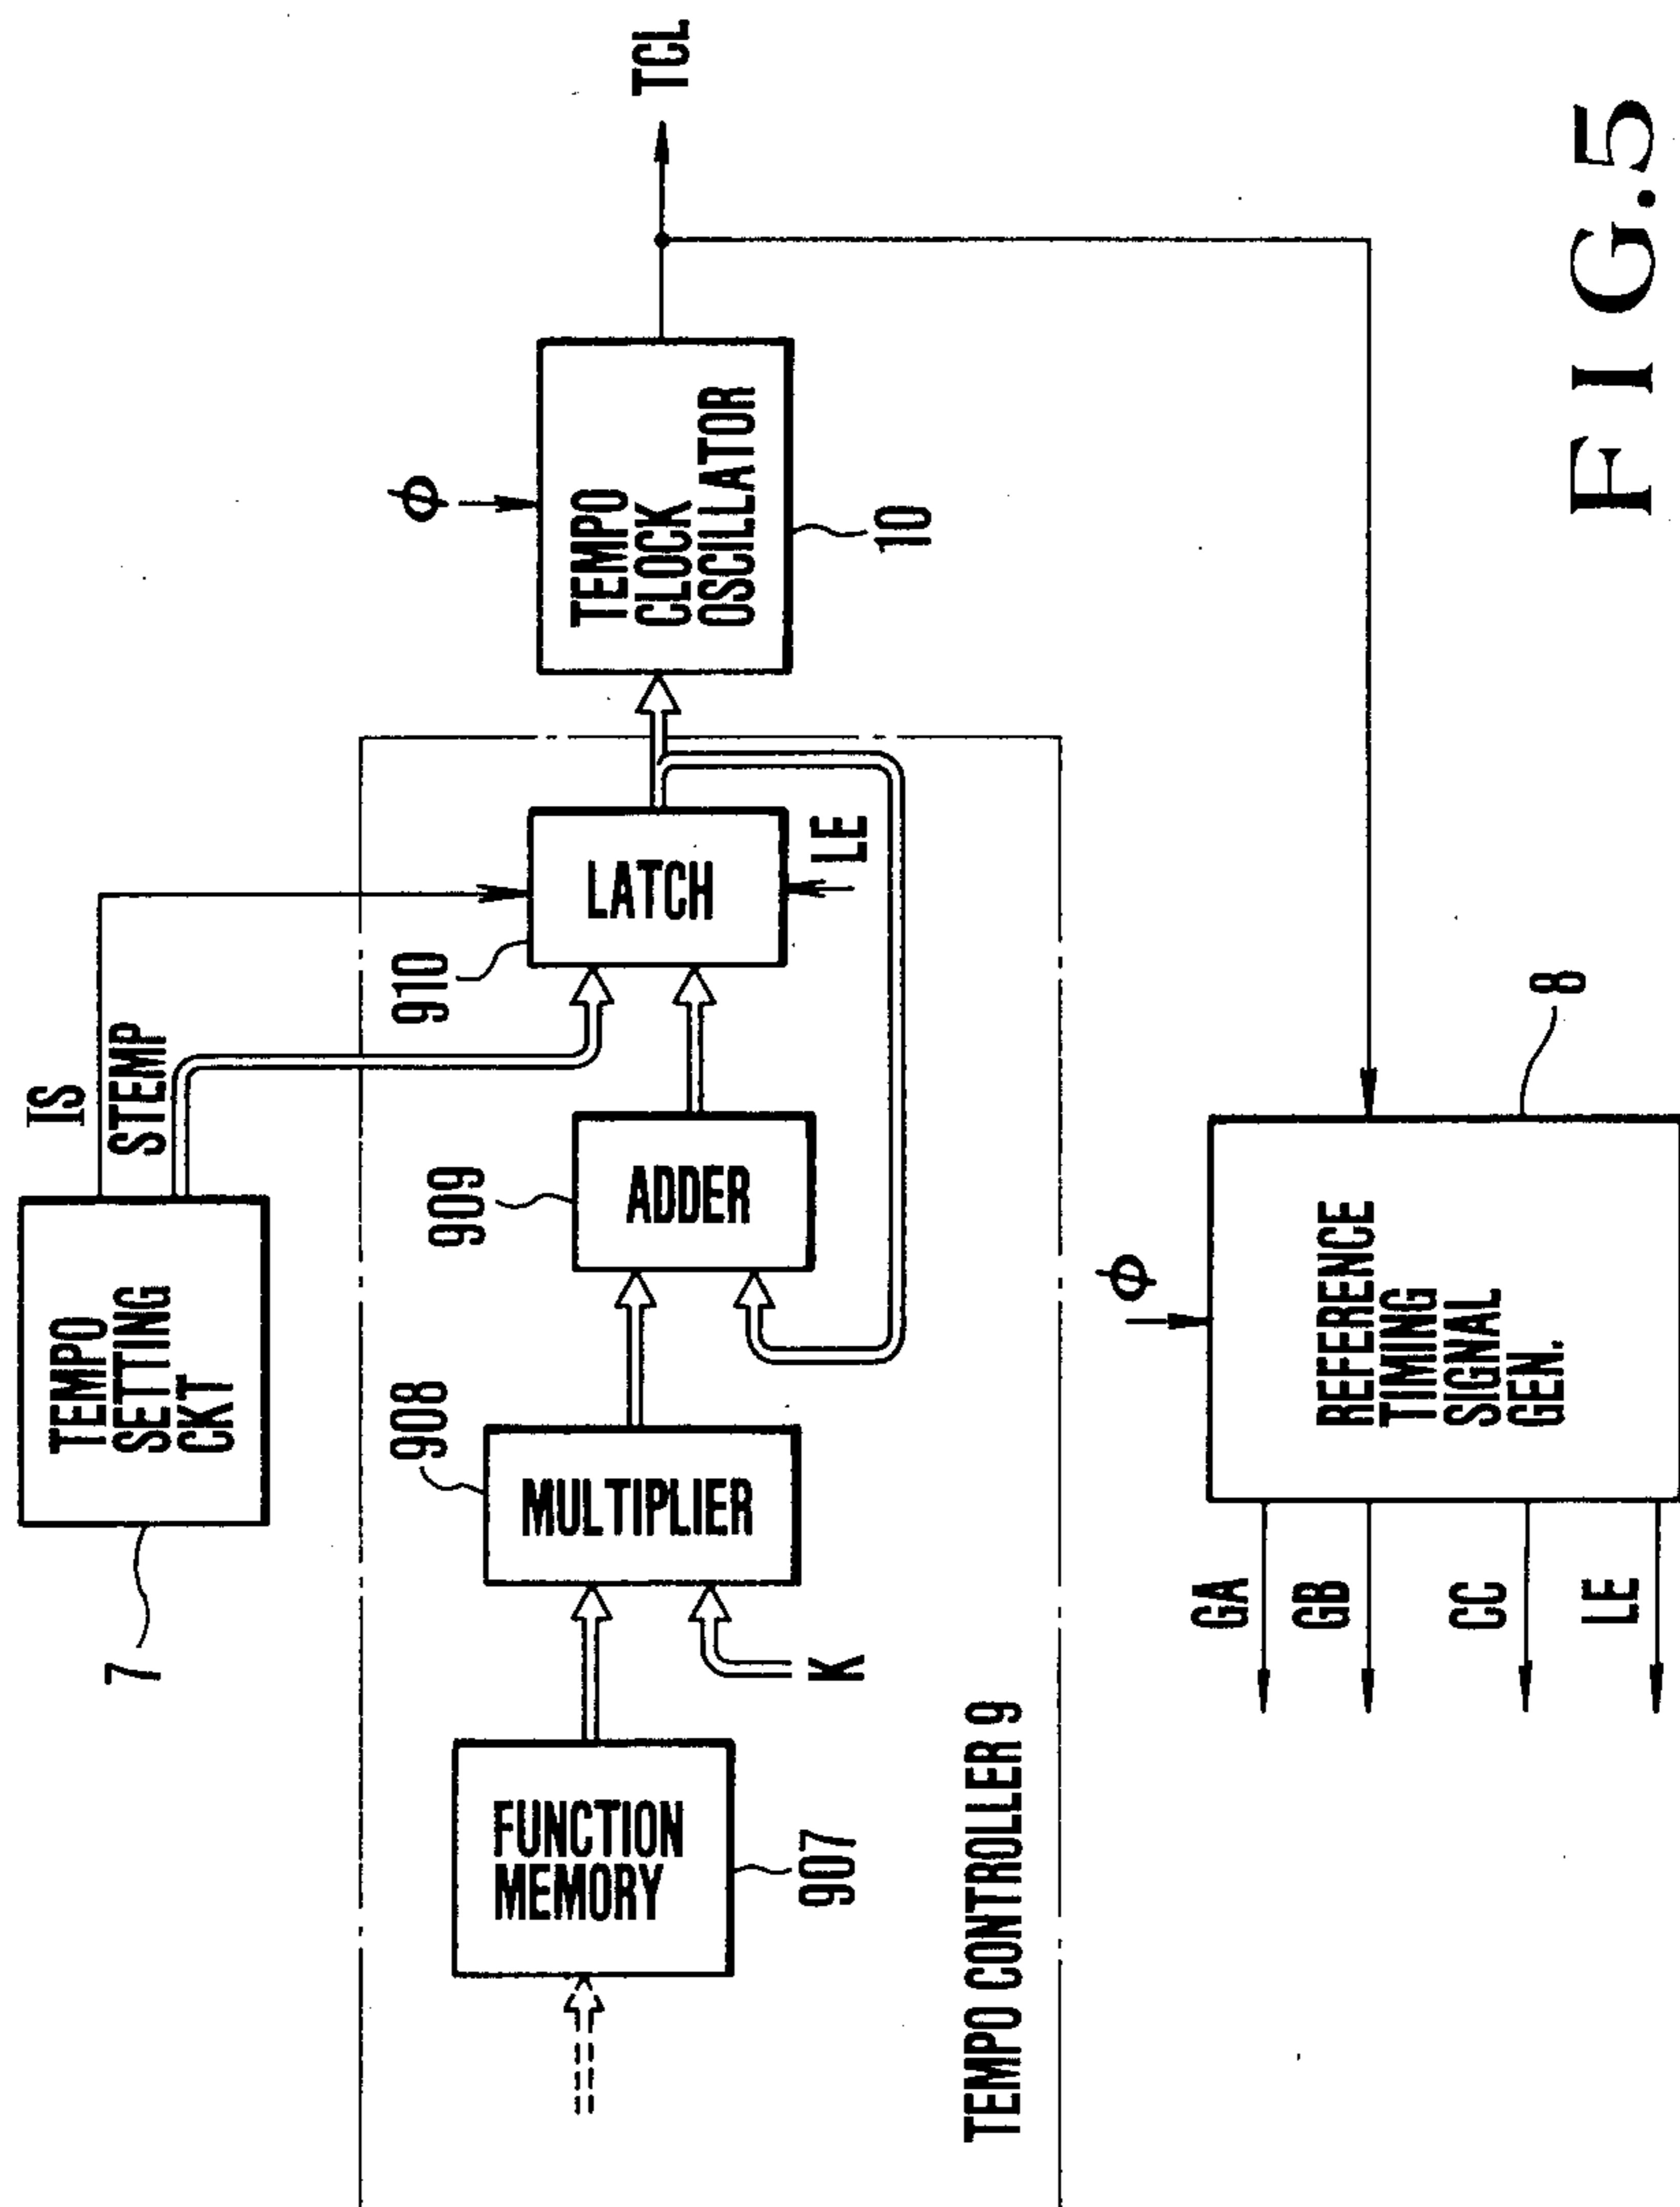 TEMPO
SETTING
CKT
7
IS
STEMP
FUNCTION
MEMORY
907
MULTIPLIER
908
K
ADDER
909
LATCH
910
LE
TEMPO
CLOCK
OSCILLATOR
10
ϕ
TCL
TEMPO CONTROLLER 9
REFERENCE
TIMING
SIGNAL
GEN.
8
ϕ
GA
GB
CC
LE
FIG.5